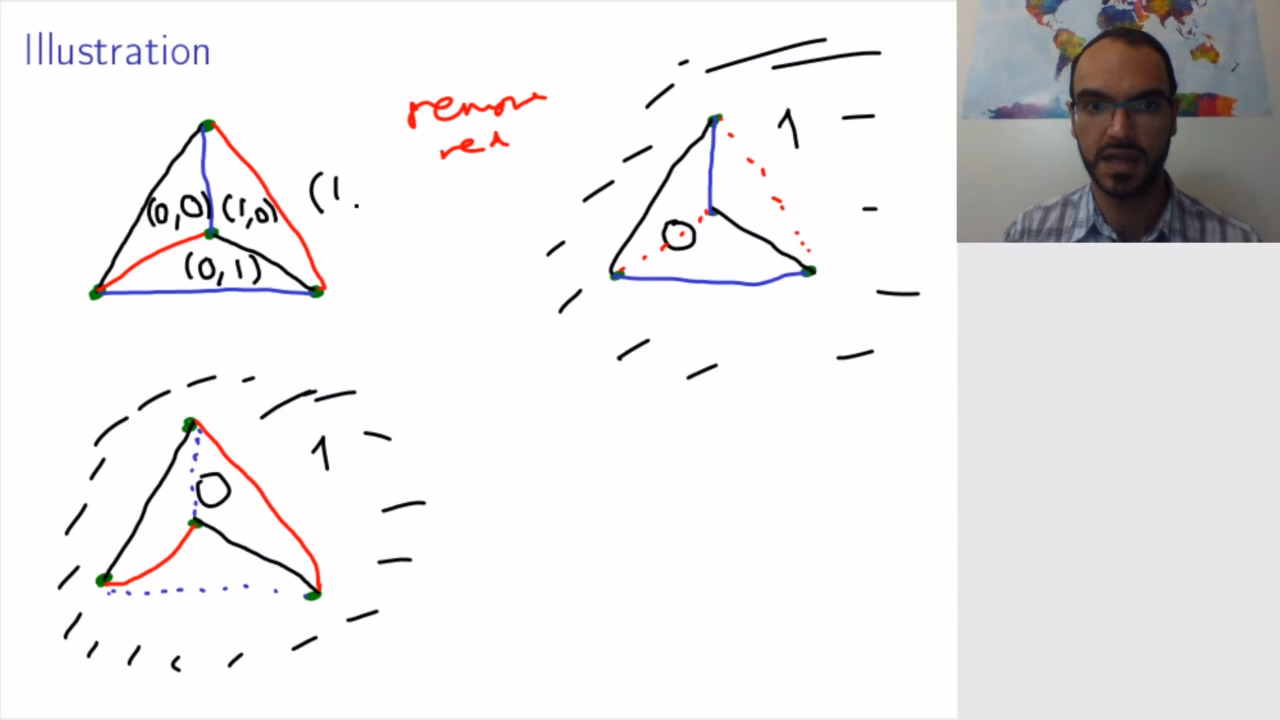 Illustration
remove
red
(0,0) (1,0) (1.
(0,1)
1
0
1
0